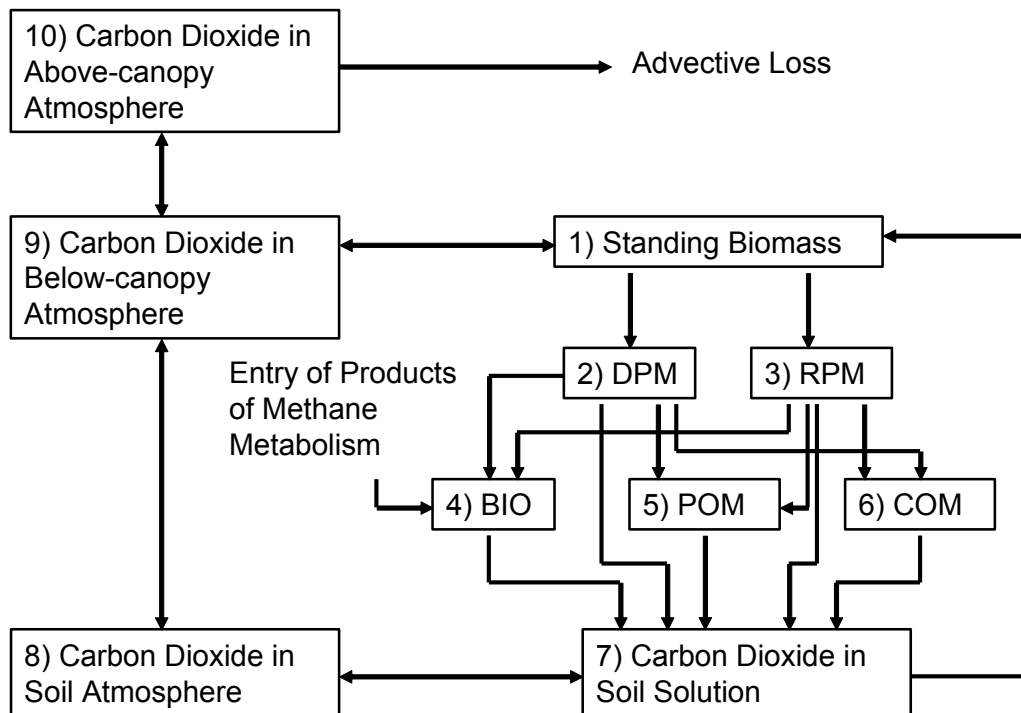 10) Carbon Dioxide in
Above-canopy
Atmosphere
Advective Loss
9) Carbon Dioxide in
Below-canopy
Atmosphere
1) Standing Biomass
2) DPM
3) RPM
Entry of Products
of Methane
Metabolism
4) BIO
5) POM
6) COM
8) Carbon Dioxide in
Soil Atmosphere
7) Carbon Dioxide in
Soil Solution